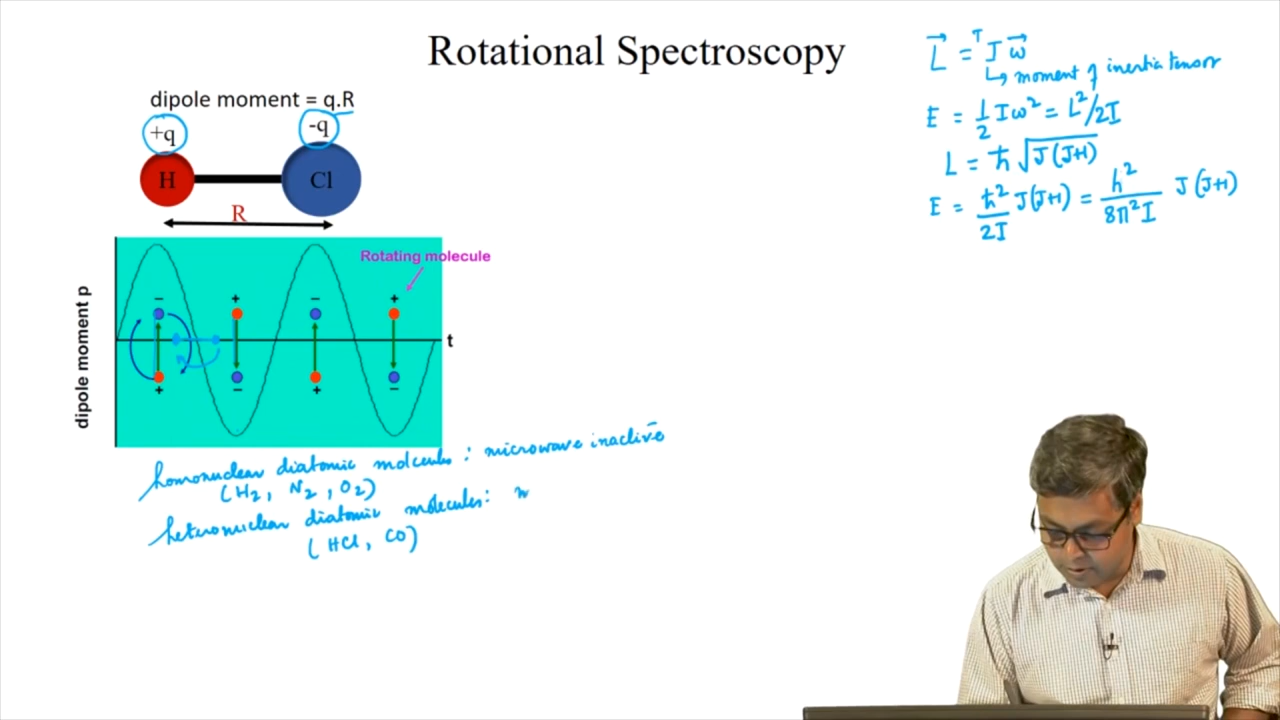 Rotational Spectroscopy
dipole moment = q.R
+q
-q
H
Cl
R
Rotating molecule
− + − +
+ − + −
t
dipole moment p
homonuclear diatomic molecules : microwave inactive
(H₂, N₂, O₂)
heteronuclear diatomic molecules :
(HCl, CO)
L = I ω
↳ moment of inertia tensor
E = 1/2 Iω² = L²/2I
L = ℏ √J(J+1)
E = ℏ²/2I J(J+1) = h²/8π²I J(J+1)